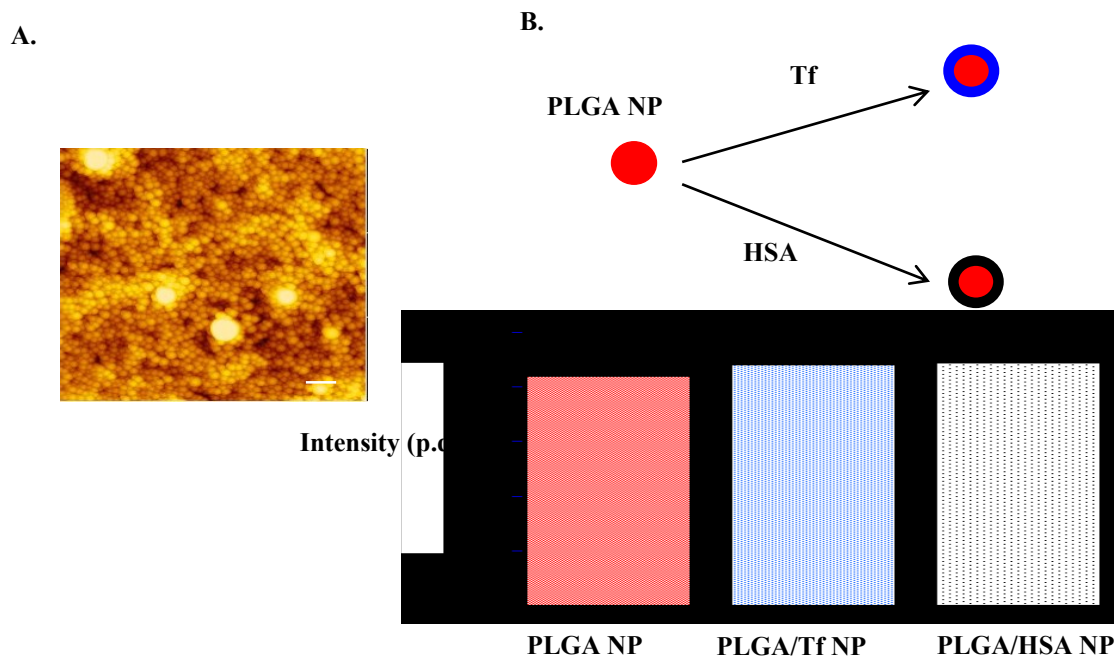 A.
B.
Tf
PLGA NP
HSA
Intensity (p.
PLGA NP
PLGA/Tf NP
PLGA/HSA NP